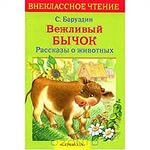 ВНЕКЛАССНОЕ ЧТЕНИЕ
С. Баруздин
Вежливый
БЫЧОК
Рассказы о животных